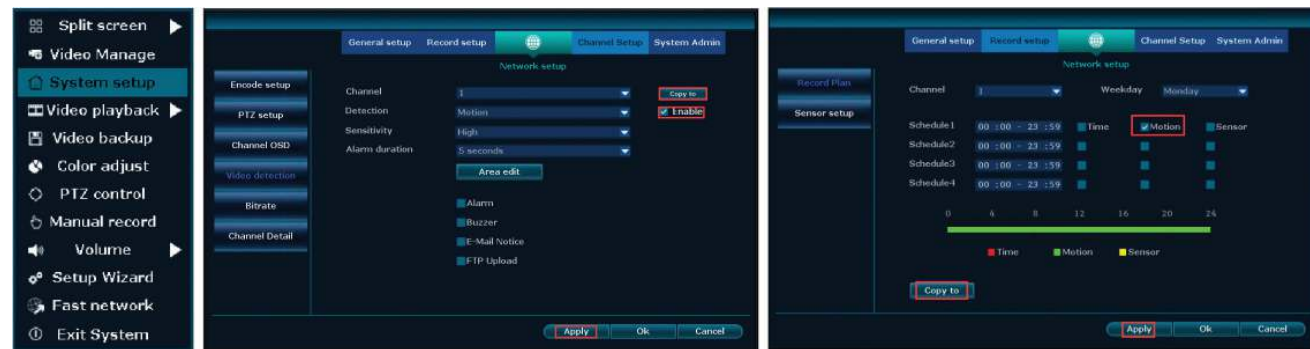 Split screen
Video Manage
System setup
Video playback
Video backup
Color adjust
PTZ control
Manual record
Volume
Setup Wizard
Fast network
Exit System
General setup Record setup Channel Setup System Admin
Network setup
Encode setup
PTZ setup
Channel OSD
Video detection
Bitrate
Channel Detail
Channel 1 Copy to
Detection Motion Enable
Sensitivity High
Alarm duration 5 seconds
Area edit
Alarm
Buzzer
E-Mail Notice
FTP Upload
Apply Ok Cancel
General setup Record setup Channel Setup System Admin
Network setup
Record Plan
Sensor setup
Channel 1 Weekday Monday
Schedule1 00 :00 - 23 :59 Time Motion Sensor
Schedule2 00 :00 - 23 :59
Schedule3 00 :00 - 23 :59
Schedule4 00 :00 - 23 :59
0 4 8 12 16 20 24
Time Motion Sensor
Copy to
Apply Ok Cancel